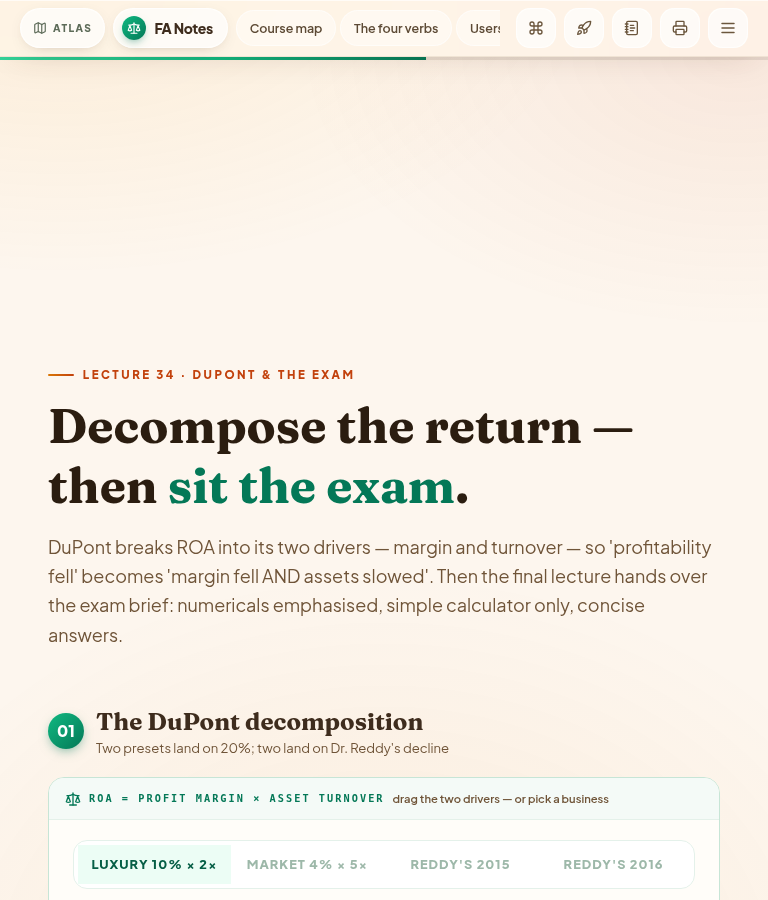 ATLAS
FA Notes
Course map
The four verbs
Users
LECTURE 34 · DUPONT & THE EXAM
Decompose the return —
then sit the exam.
DuPont breaks ROA into its two drivers — margin and turnover — so 'profitability
fell' becomes 'margin fell AND assets slowed'. Then the final lecture hands over
the exam brief: numericals emphasised, simple calculator only, concise
answers.
01
The DuPont decomposition
Two presets land on 20%; two land on Dr. Reddy's decline
ROA = PROFIT MARGIN × ASSET TURNOVER drag the two drivers — or pick a business
LUXURY 10% × 2×
MARKET 4% × 5×
REDDY'S 2015
REDDY'S 2016